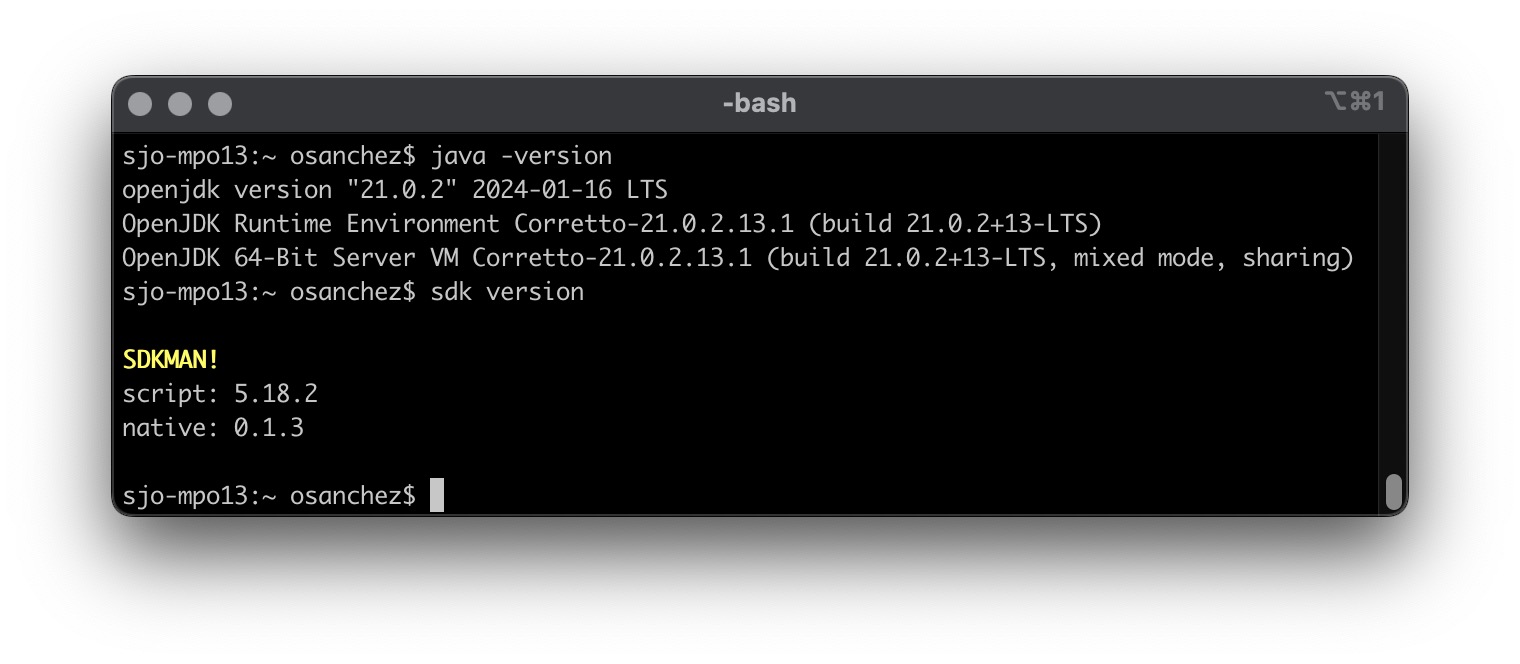 -bash
⌥⌘1
sjo-mpo13:~ osanchez$ java -version
openjdk version "21.0.2" 2024-01-16 LTS
OpenJDK Runtime Environment Corretto-21.0.2.13.1 (build 21.0.2+13-LTS)
OpenJDK 64-Bit Server VM Corretto-21.0.2.13.1 (build 21.0.2+13-LTS, mixed mode, sharing)
sjo-mpo13:~ osanchez$ sdk version
SDKMAN!
script: 5.18.2
native: 0.1.3
sjo-mpo13:~ osanchez$